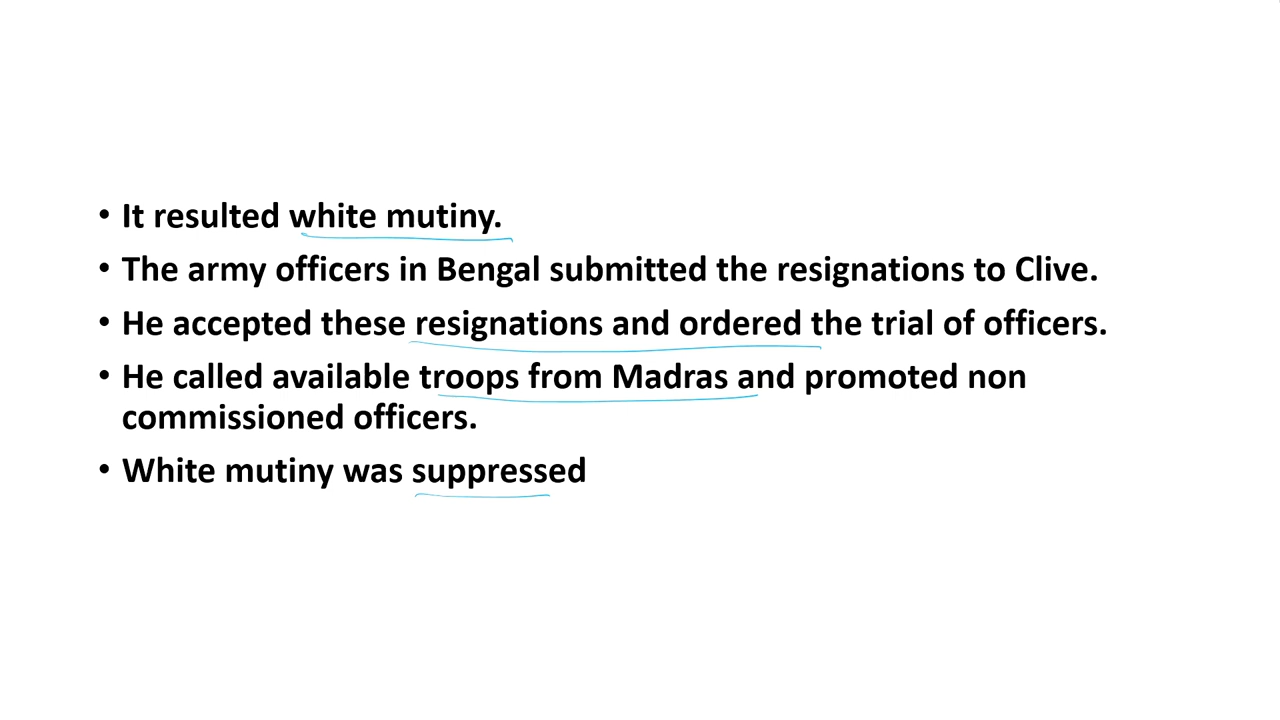 • It resulted white mutiny.
• The army officers in Bengal submitted the resignations to Clive.
• He accepted these resignations and ordered the trial of officers.
• He called available troops from Madras and promoted non
commissioned officers.
• White mutiny was suppressed